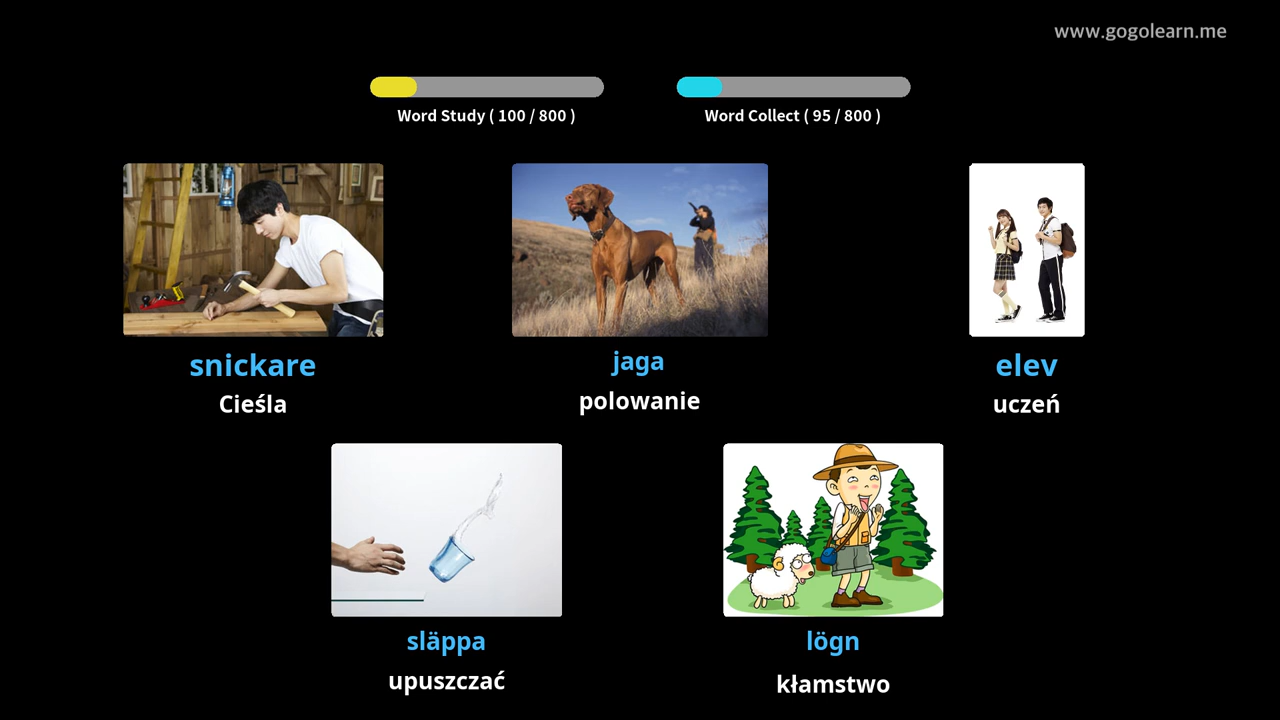 www.gogolearn.me
Word Study ( 100 / 800 )
Word Collect ( 95 / 800 )
snickare
Cieśla
jaga
polowanie
elev
uczeń
släppa
upuszczać
lögn
kłamstwo